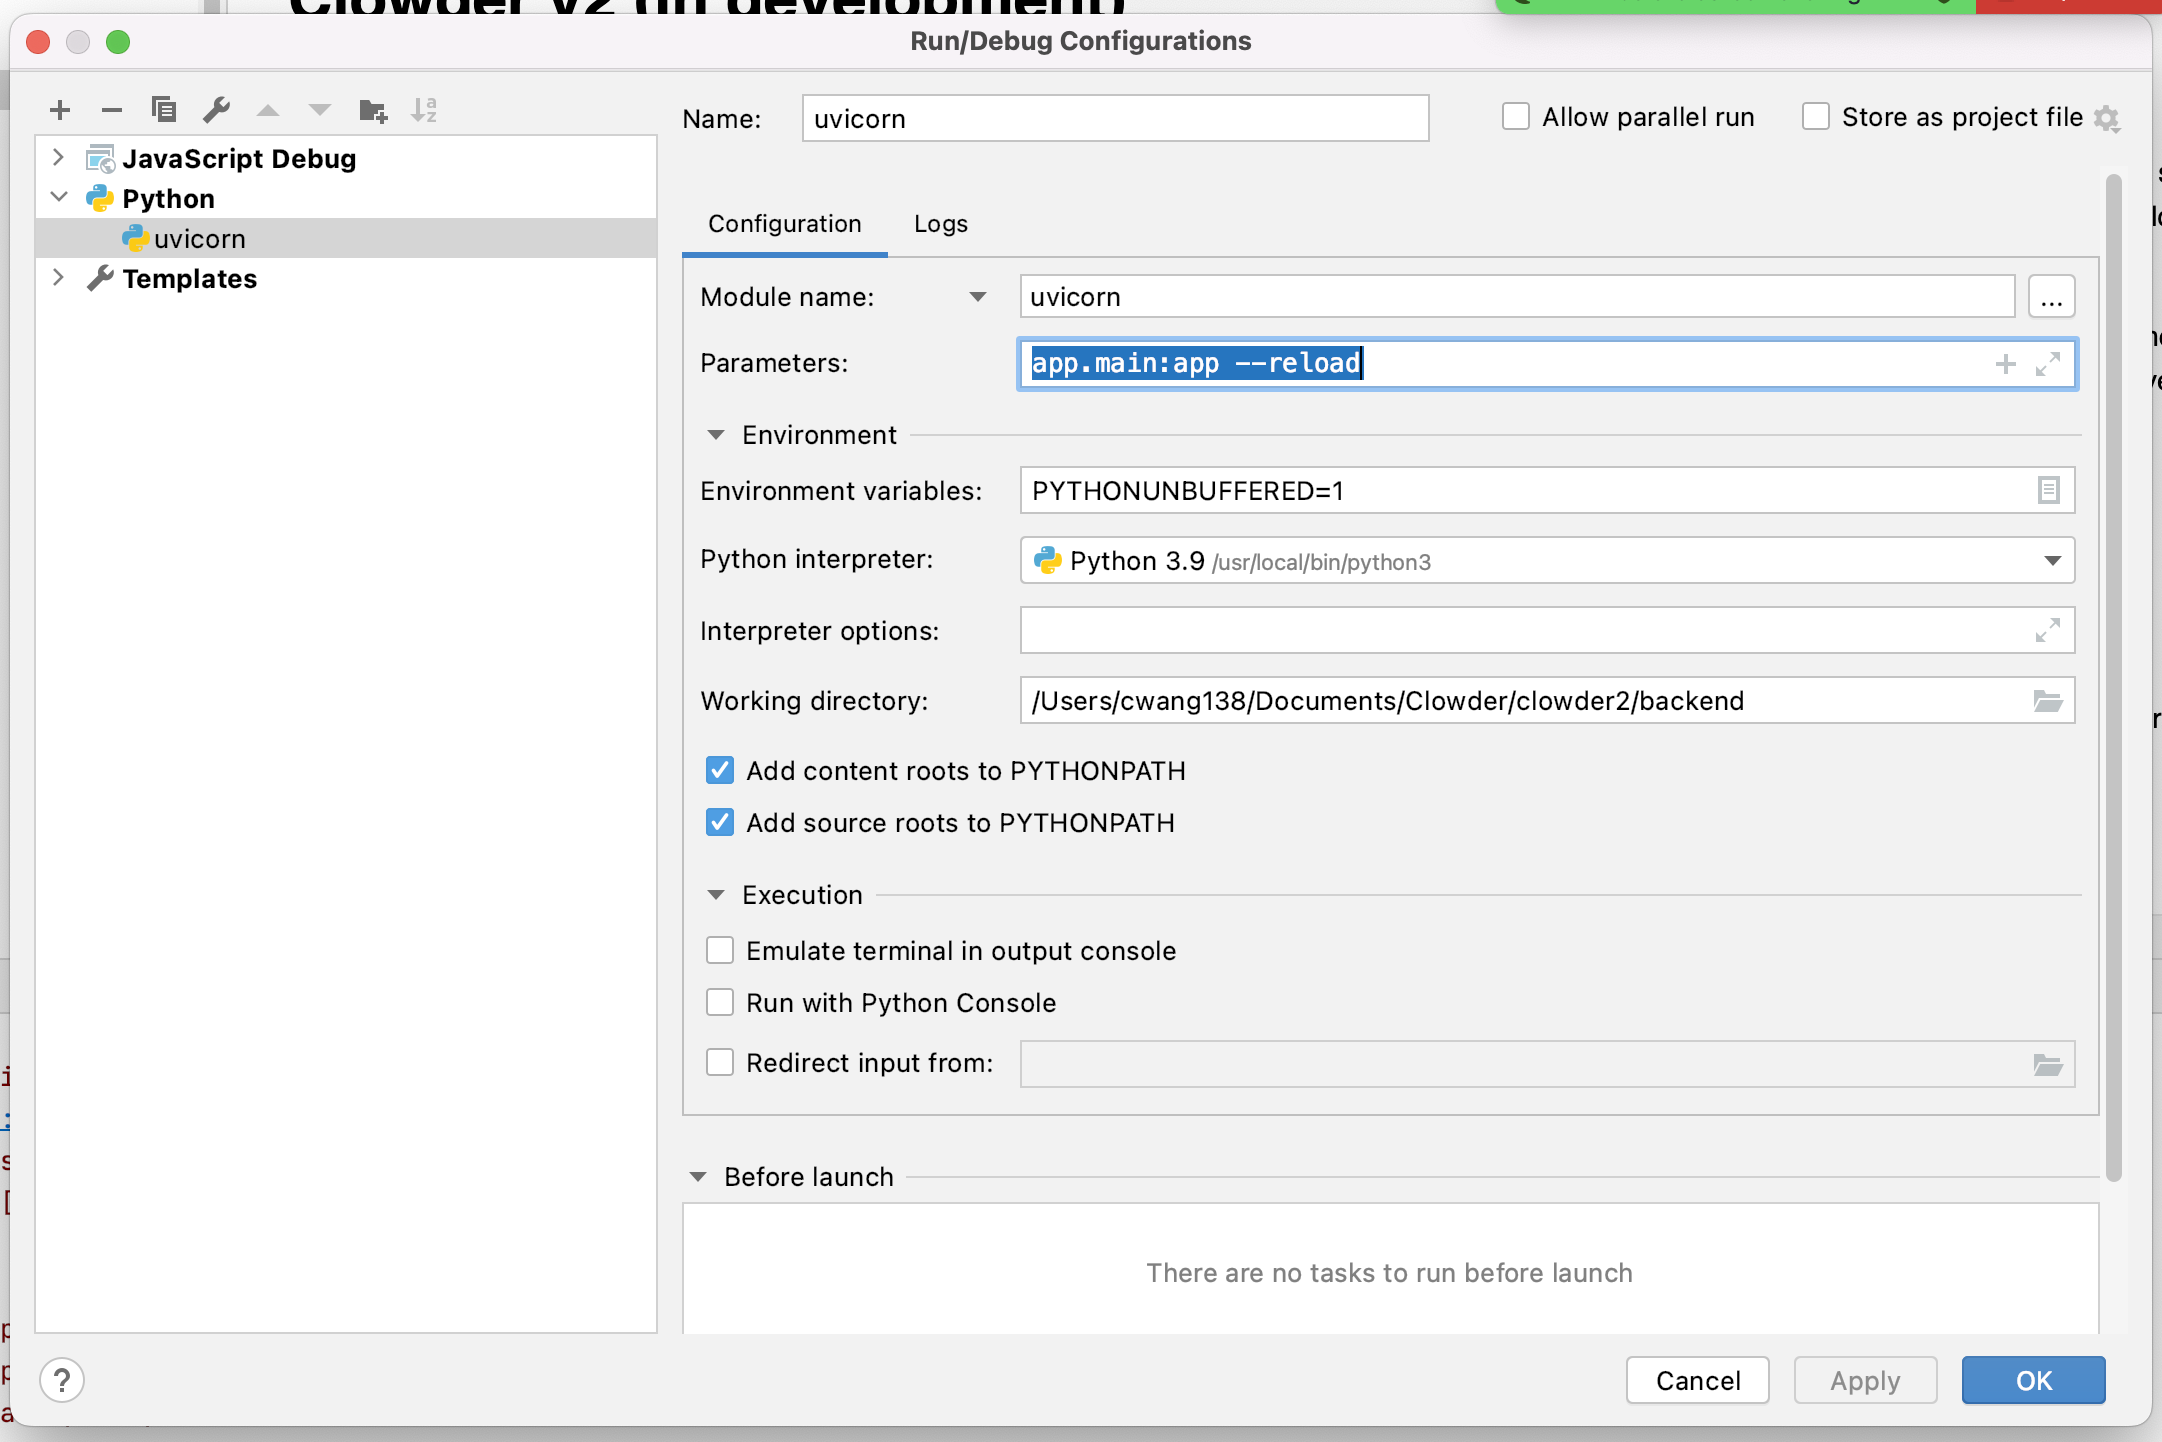 Clowder v2 (in development)
Run/Debug Configurations
JavaScript Debug
Python
uvicorn
Templates
Name: uvicorn
Allow parallel run
Store as project file
Configuration Logs
Module name: uvicorn ...
Parameters: app.main:app --reload
Environment
Environment variables: PYTHONUNBUFFERED=1
Python interpreter: Python 3.9 /usr/local/bin/python3
Interpreter options:
Working directory: /Users/cwang138/Documents/Clowder/clowder2/backend
Add content roots to PYTHONPATH
Add source roots to PYTHONPATH
Execution
Emulate terminal in output console
Run with Python Console
Redirect input from:
Before launch
There are no tasks to run before launch
? Cancel Apply OK